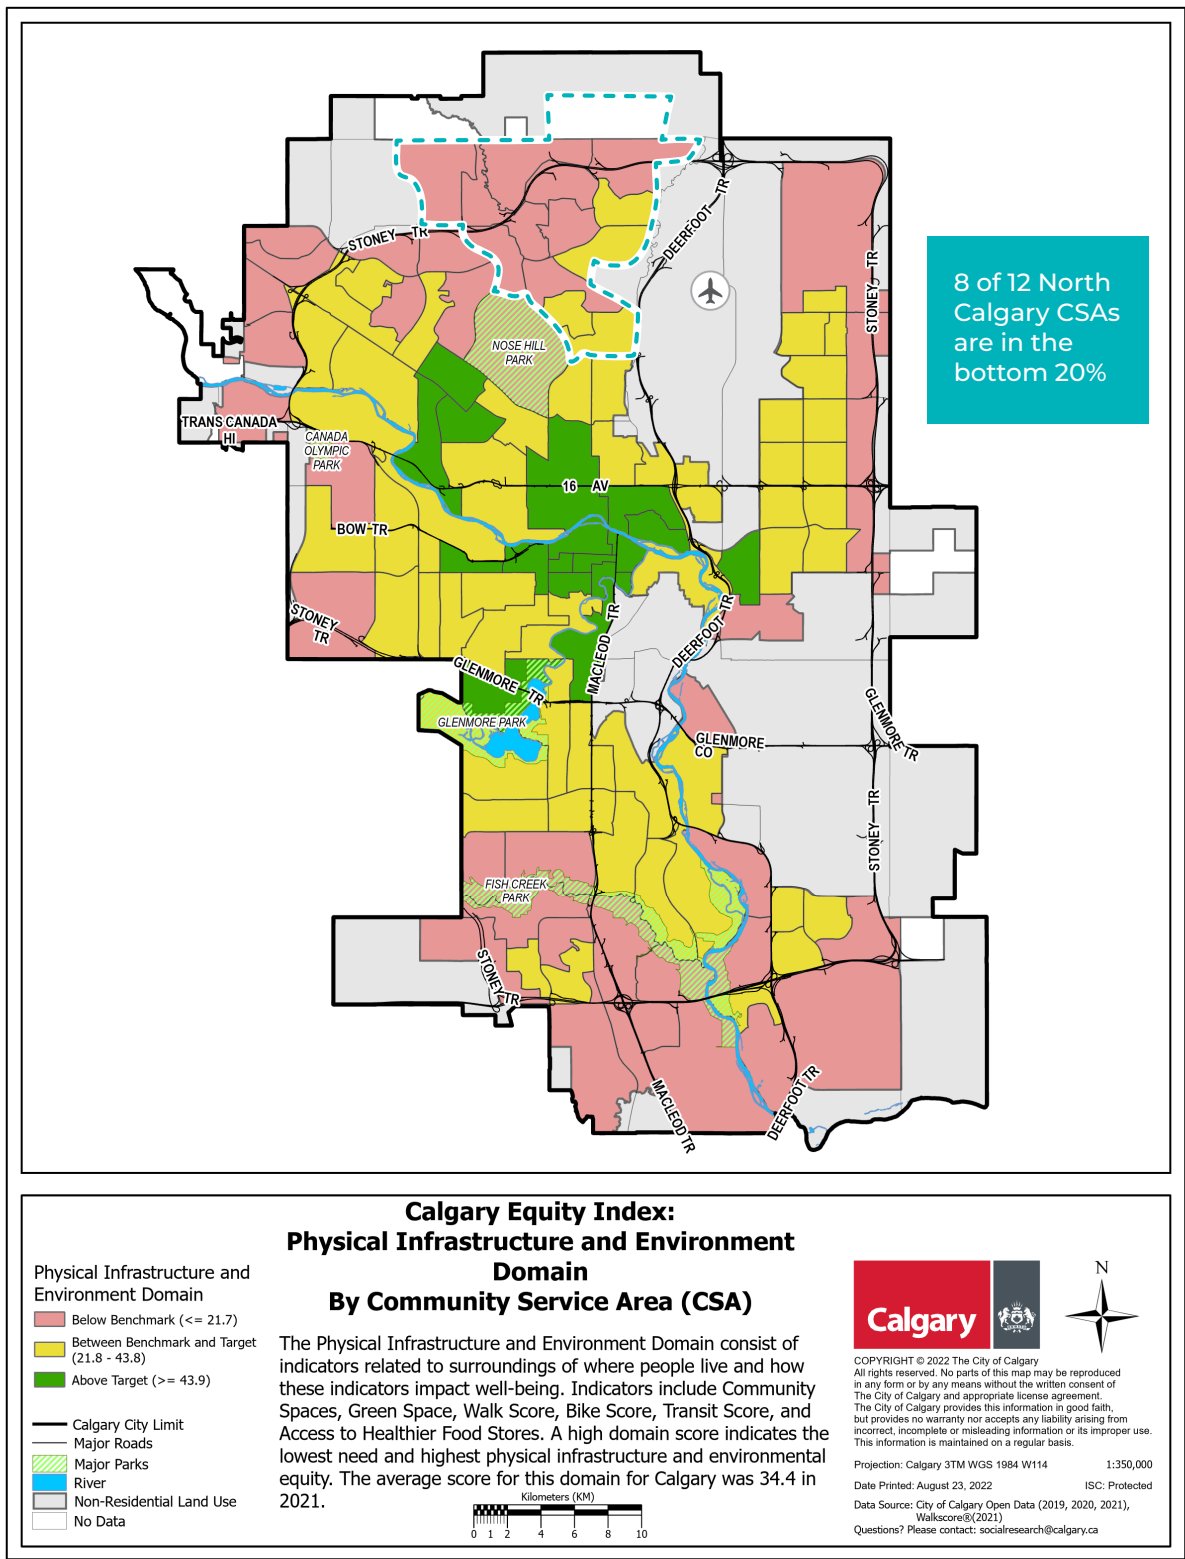 STONEY TR
DEERFOOT TR
STONEY TR
8 of 12 North
Calgary CSAs
are in the
bottom 20%
NOSE HILL
PARK
TRANS CANADA
HI
CANADA
OLYMPIC
PARK
16 AV
BOW TR
STONEY
TR
MACLEOD TR
DEERFOOT TR
GLENMORE TR
GLENMORE PARK
GLENMORE
CO
GLENMORE TR
STONEY TR
FISH CREEK
PARK
STONEY TR
MACLEOD TR
DEERFOOT TR
Calgary Equity Index:
Physical Infrastructure and Environment
Domain
By Community Service Area (CSA)
Physical Infrastructure and
Environment Domain
Below Benchmark (<= 21.7)
Between Benchmark and Target
(21.8 - 43.8)
Above Target (>= 43.9)
Calgary City Limit
Major Roads
Major Parks
River
Non-Residential Land Use
No Data
The Physical Infrastructure and Environment Domain consist of
indicators related to surroundings of where people live and how
these indicators impact well-being. Indicators include Community
Spaces, Green Space, Walk Score, Bike Score, Transit Score, and
Access to Healthier Food Stores. A high domain score indicates the
lowest need and highest physical infrastructure and environmental
equity. The average score for this domain for Calgary was 34.4 in
2021.
Kilometers (KM)
0 1 2 4 6 8 10
Calgary
N
COPYRIGHT © 2022 The City of Calgary
All rights reserved. No parts of this map may be reproduced
in any form or by any means without the written consent of
The City of Calgary and appropriate license agreement.
The City of Calgary provides this information in good faith,
but provides no warranty nor accepts any liability arising from
incorrect, incomplete or misleading information or its improper use.
This information is maintained on a regular basis.
Projection: Calgary 3TM WGS 1984 W114 1:350,000
Date Printed: August 23, 2022 ISC: Protected
Data Source: City of Calgary Open Data (2019, 2020, 2021),
Walkscore®(2021)
Questions? Please contact: socialresearch@calgary.ca